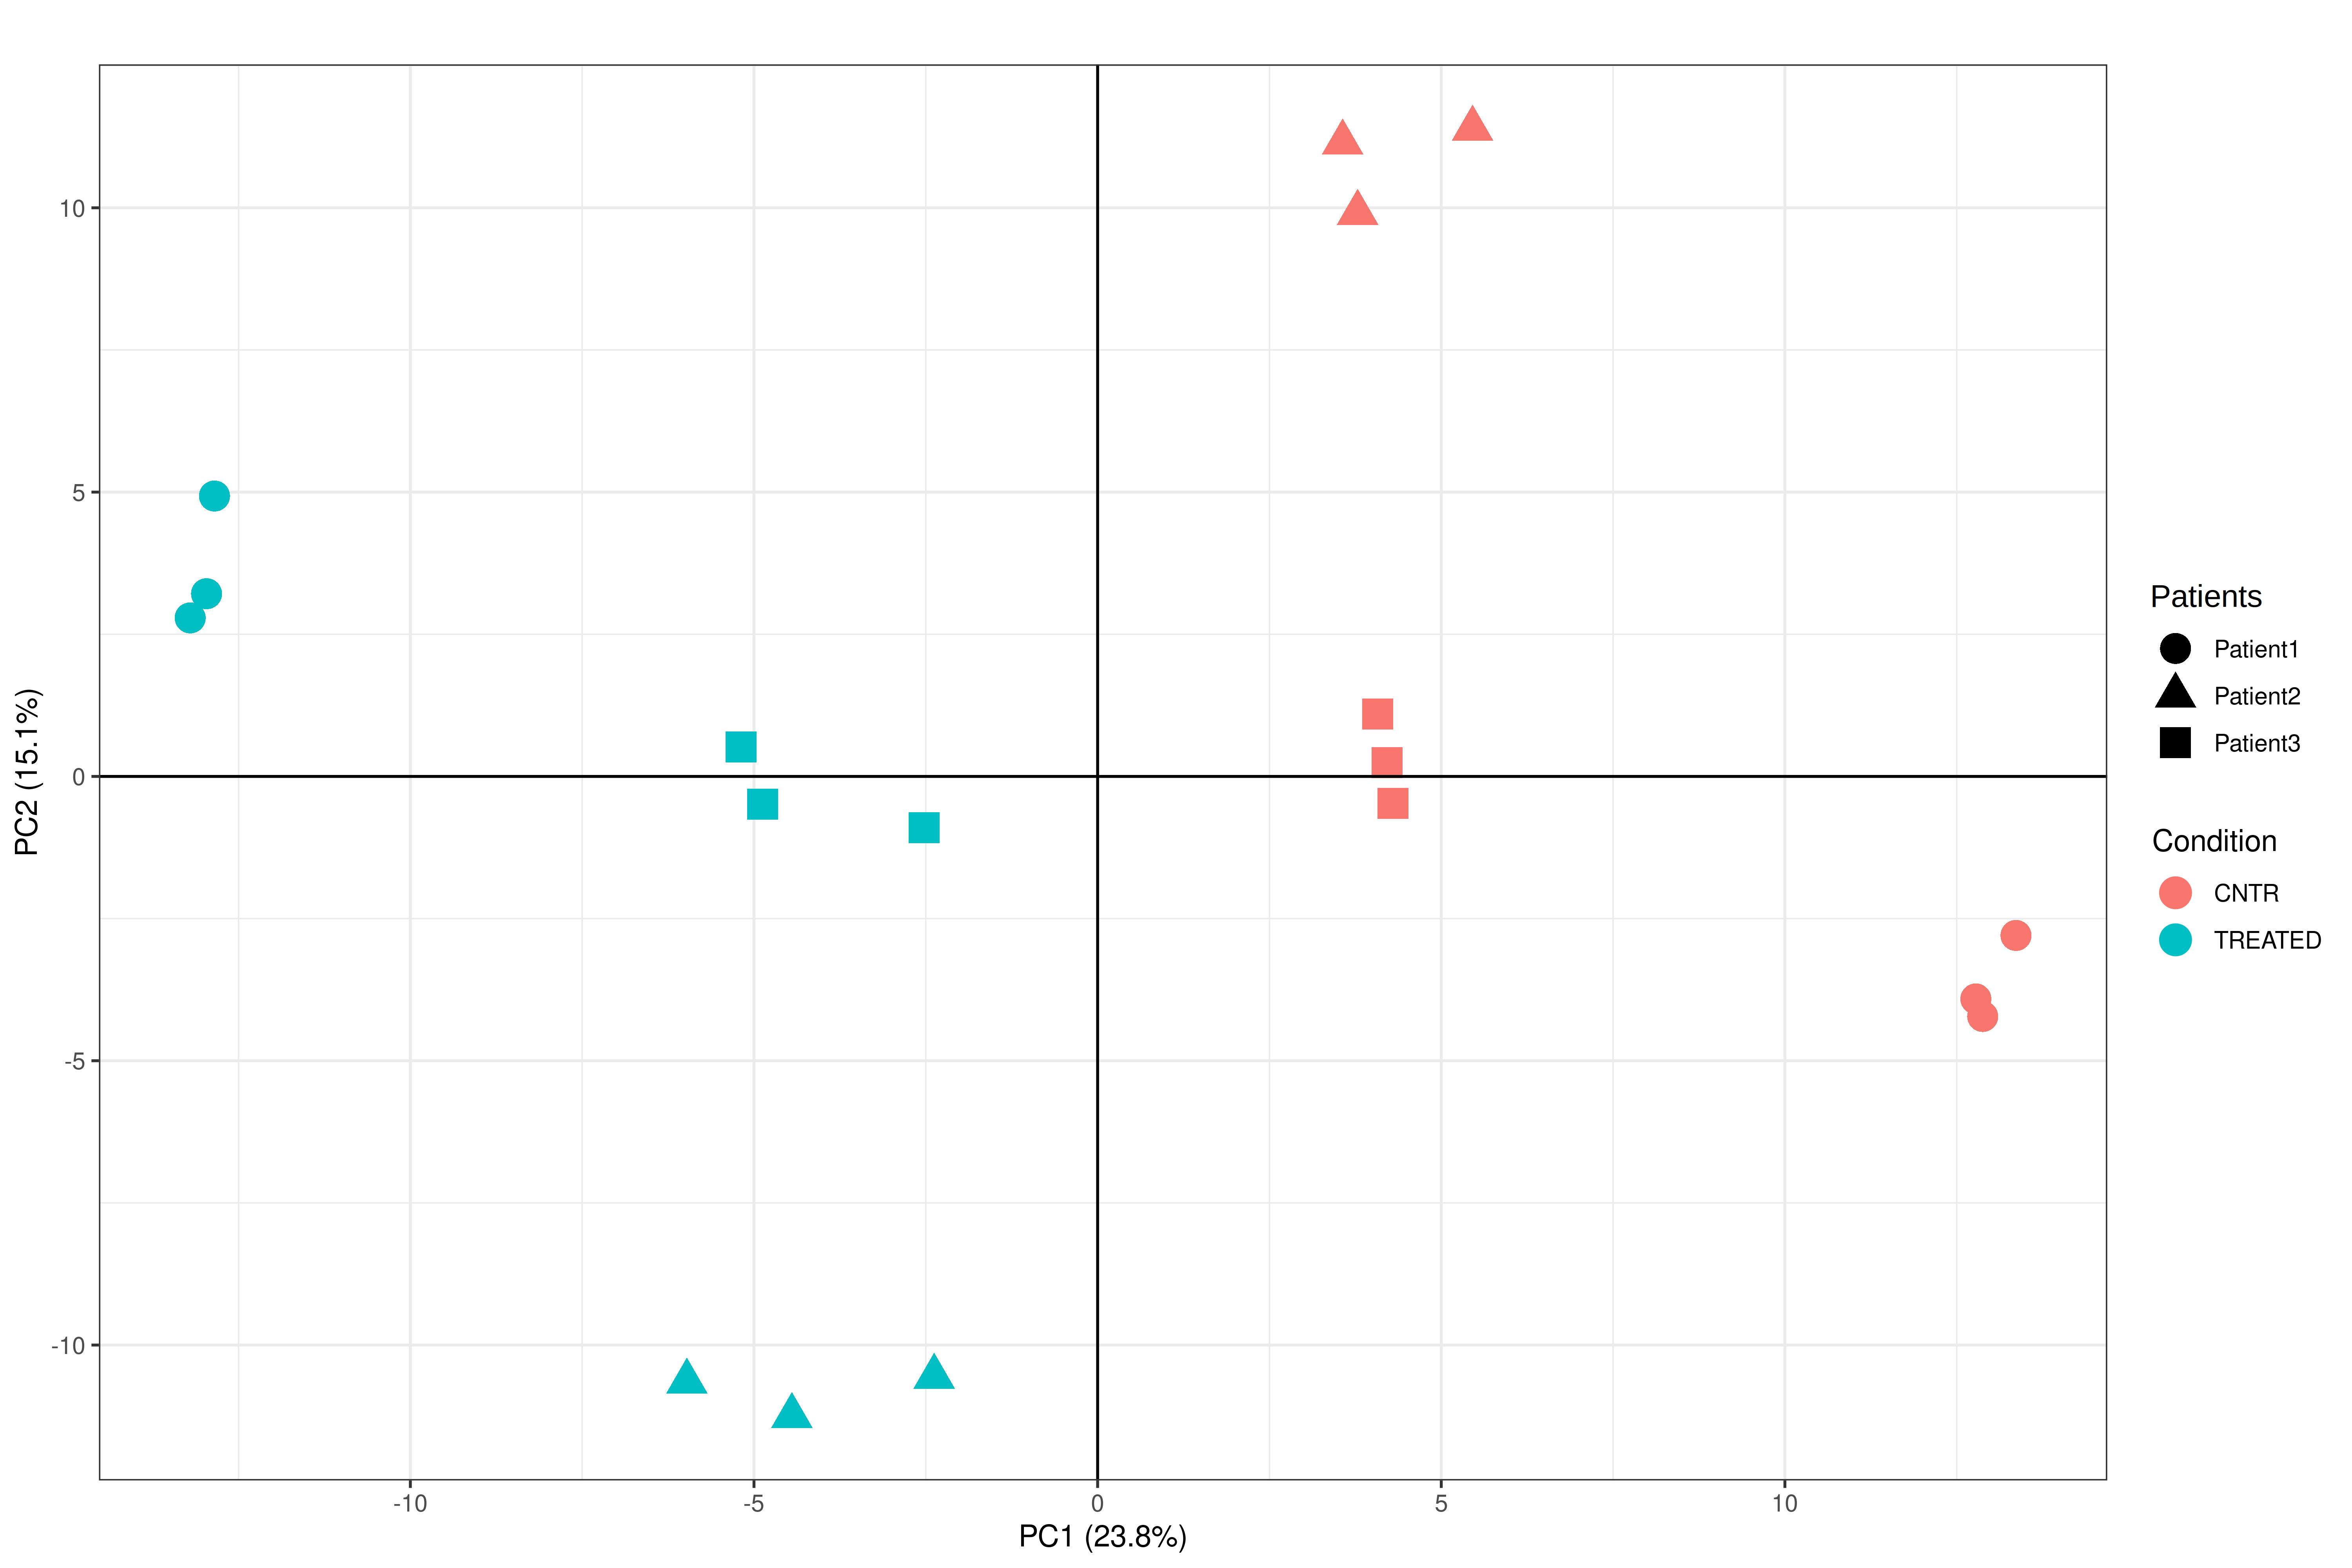 10
5
0
-5
-10
PC2 (15.1%)
-10
-5
0
5
10
PC1 (23.8%)
Patients
Patient1
Patient2
Patient3
Condition
CNTR
TREATED